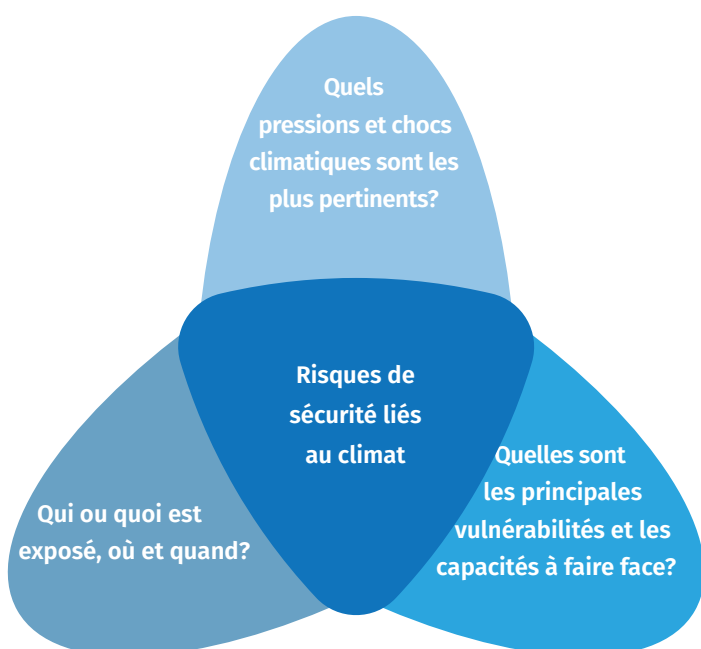 Quels
pressions et chocs
climatiques sont les
plus pertinents?
Risques de
sécurité liés
au climat
Qui ou quoi est
exposé, où et quand?
Quelles sont
les principales
vulnérabilités et les
capacités à faire face?